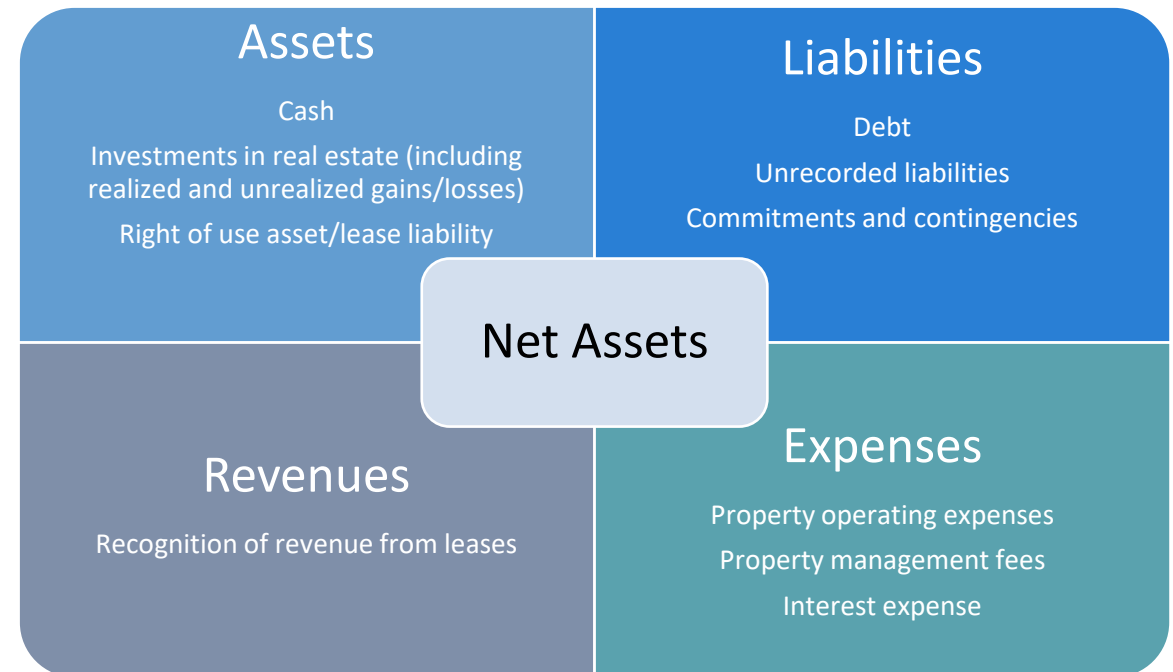 Assets
Cash
Investments in real estate (including
realized and unrealized gains/losses)
Right of use asset/lease liability
Liabilities
Debt
Unrecorded liabilities
Commitments and contingencies
Net Assets
Revenues
Recognition of revenue from leases
Expenses
Property operating expenses
Property management fees
Interest expense